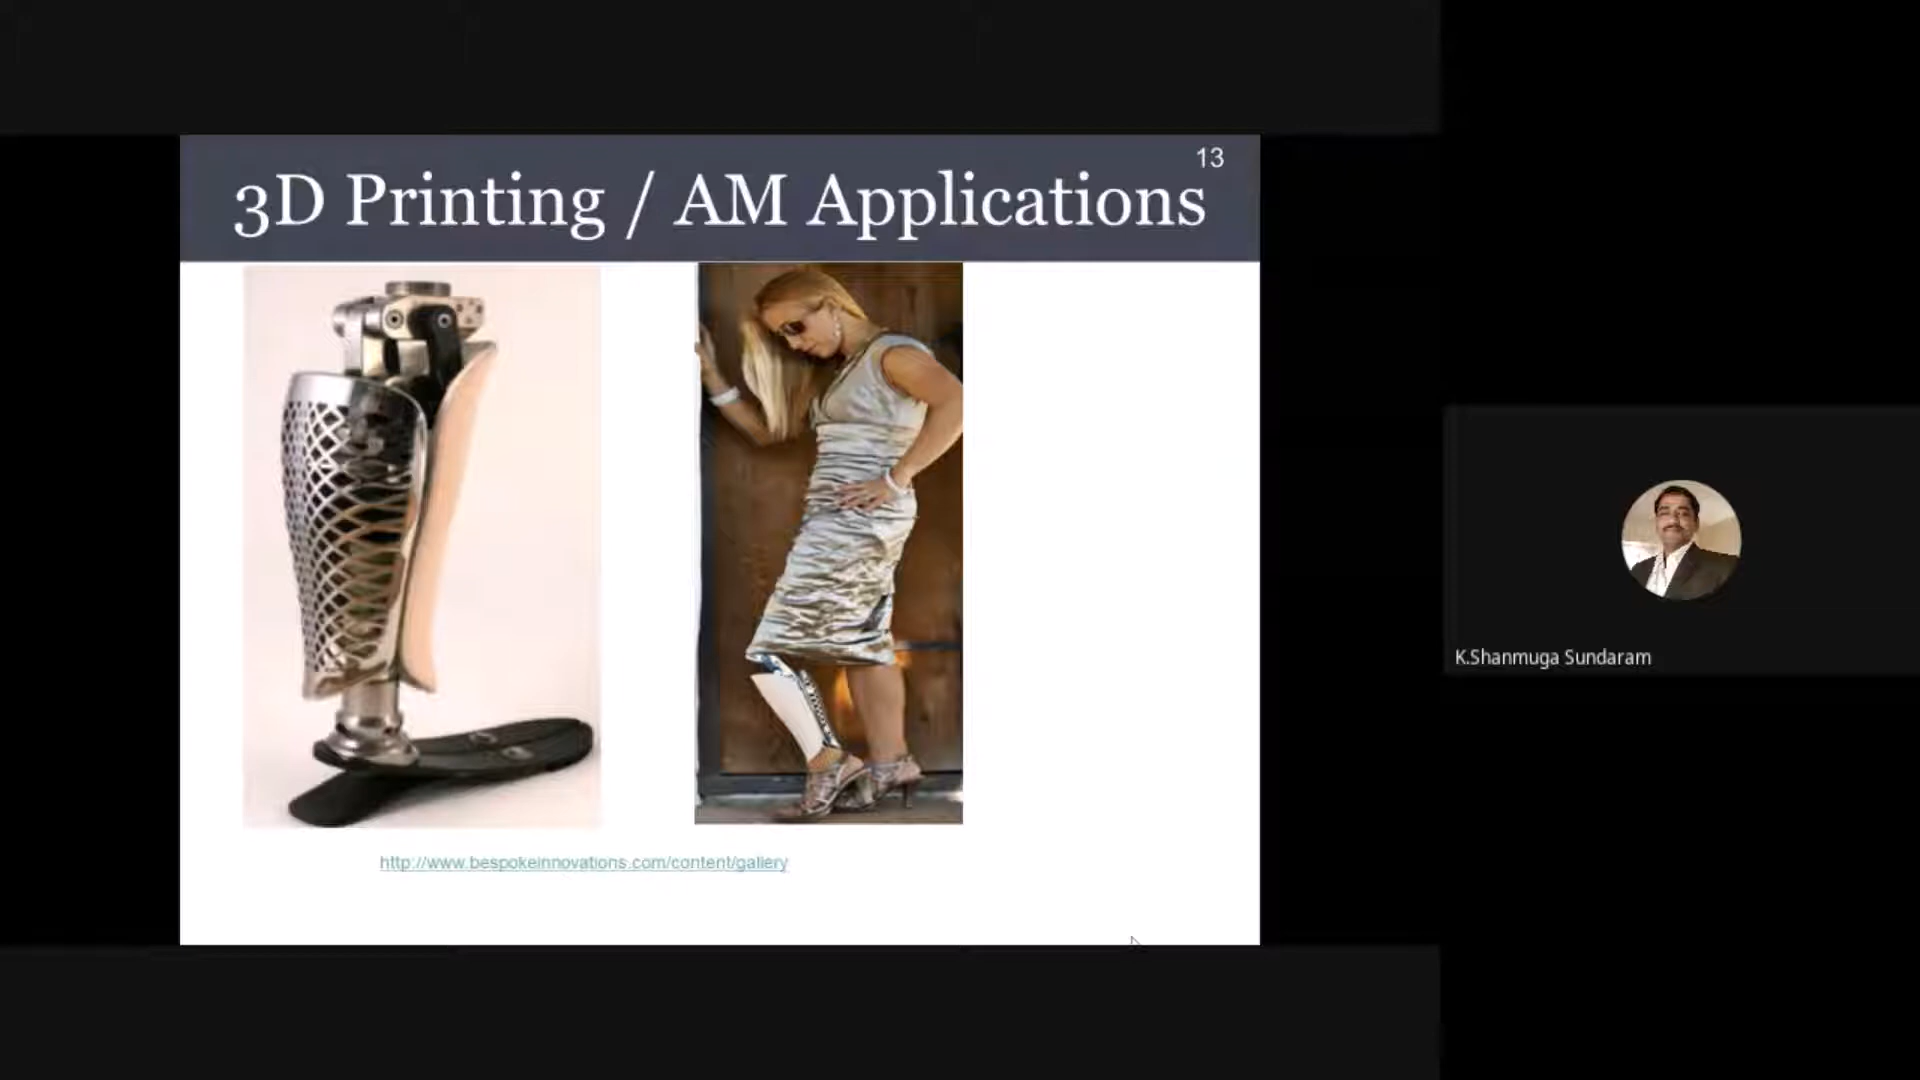 13
3D Printing / AM Applications
http://www.bespokeinnovations.com/content/gallery
K.Shanmuga Sundaram